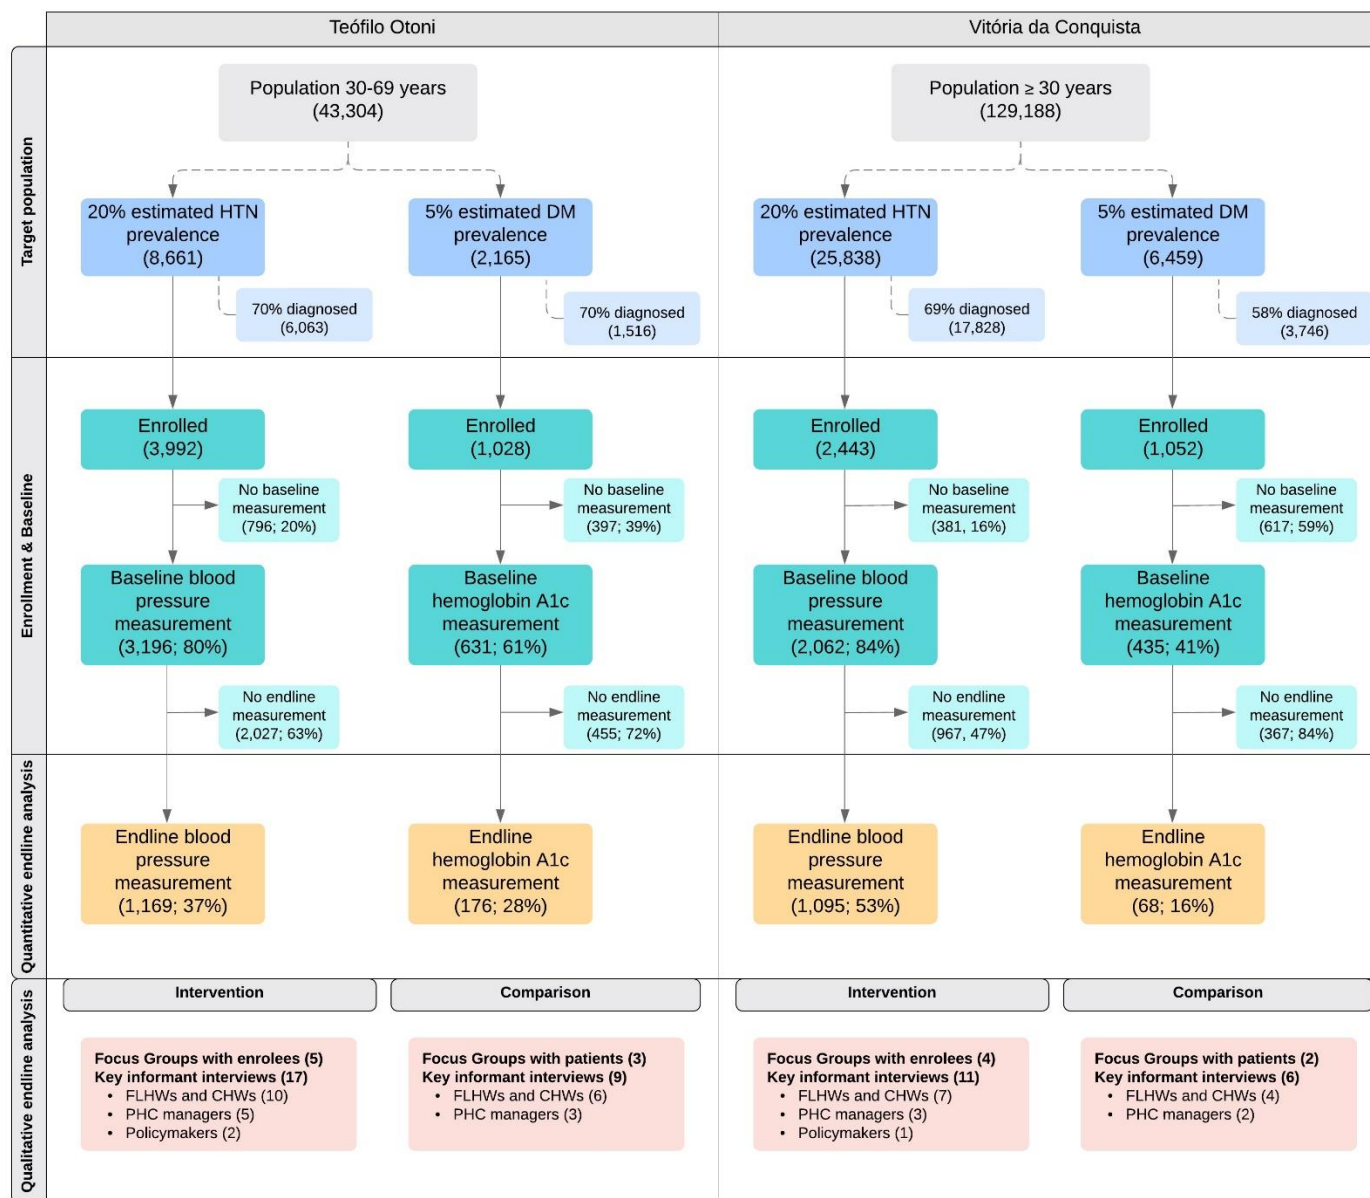 Teófilo Otoni
Vitória da Conquista
Target population
Population 30-69 years
(43,304)
Population ≥ 30 years
(129,188)
20% estimated HTN
prevalence
(8,661)
5% estimated DM
prevalence
(2,165)
20% estimated HTN
prevalence
(25,838)
5% estimated DM
prevalence
(6,459)
70% diagnosed
(6,063)
70% diagnosed
(1,516)
69% diagnosed
(17,828)
58% diagnosed
(3,746)
Enrollment & Baseline
Enrolled
(3,992)
Enrolled
(1,028)
Enrolled
(2,443)
Enrolled
(1,052)
No baseline
measurement
(796; 20%)
No baseline
measurement
(397; 39%)
No baseline
measurement
(381, 16%)
No baseline
measurement
(617; 59%)
Baseline blood
pressure
measurement
(3,196; 80%)
Baseline
hemoglobin A1c
measurement
(631; 61%)
Baseline blood
pressure
measurement
(2,062; 84%)
Baseline
hemoglobin A1c
measurement
(435; 41%)
No endline
measurement
(2,027; 63%)
No endline
measurement
(455; 72%)
No endline
measurement
(967, 47%)
No endline
measurement
(367; 84%)
Quantitative endline analysis
Endline blood
pressure
measurement
(1,169; 37%)
Endline
hemoglobin A1c
measurement
(176; 28%)
Endline blood
pressure
measurement
(1,095; 53%)
Endline
hemoglobin A1c
measurement
(68; 16%)
Qualitative endline analysis
Intervention
Comparison
Intervention
Comparison
Focus Groups with enrolees (5)
Key informant interviews (17)
• FLHWs and CHWs (10)
• PHC managers (5)
• Policymakers (2)
Focus Groups with patients (3)
Key informant interviews (9)
• FLHWs and CHWs (6)
• PHC managers (3)
Focus Groups with enrolees (4)
Key informant interviews (11)
• FLHWs and CHWs (7)
• PHC managers (3)
• Policymakers (1)
Focus Groups with patients (2)
Key informant interviews (6)
• FLHWs and CHWs (4)
• PHC managers (2)